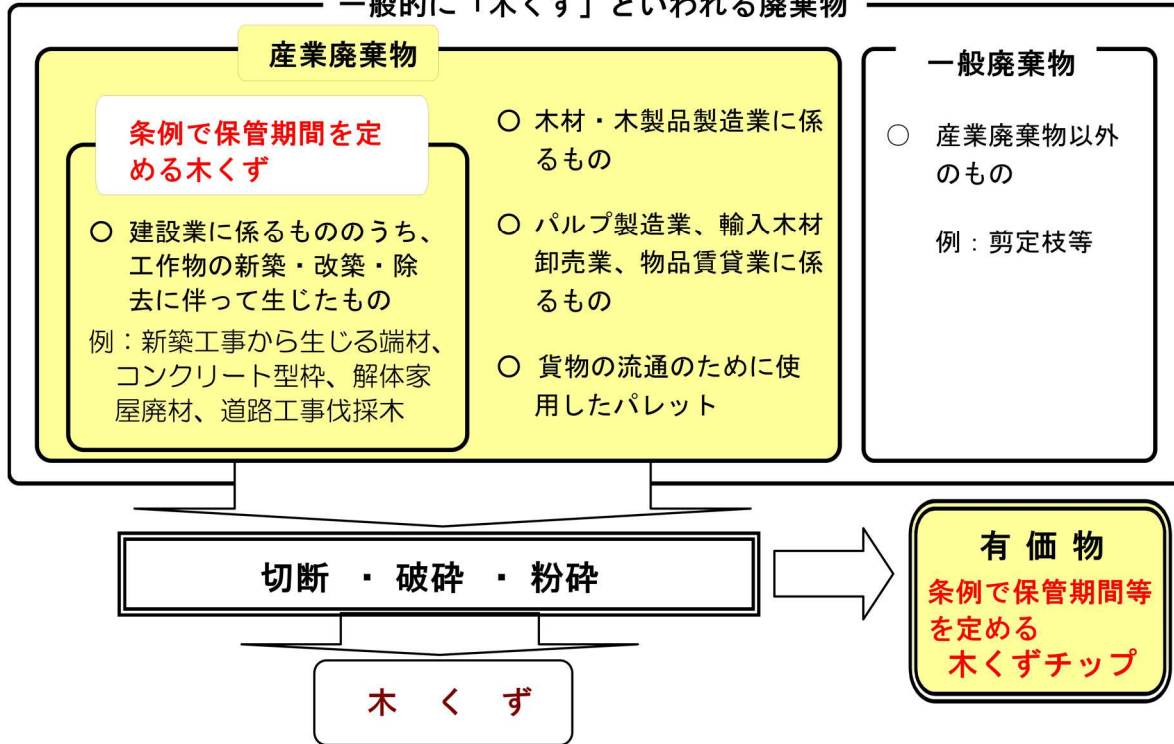 一般的に「木くず」といわれる廃棄物
産業廃棄物
条例で保管期間を定
める木くず
○ 建設業に係るもののうち、
工作物の新築・改築・除
去に伴って生じたもの
例：新築工事から生じる端材、
コンクリート型枠、解体家
屋廃材、道路工事伐採木
○ 木材・木製品製造業に係
るもの
○ パルプ製造業、輸入木材
卸売業、物品賃貸業に係
るもの
○ 貨物の流通のために使
用したパレット
一般廃棄物
○ 産業廃棄物以外
のもの
例：剪定枝等
切断 ・ 破砕 ・ 粉砕
有 価 物
条例で保管期間等
を定める
木くずチップ
木 く ず